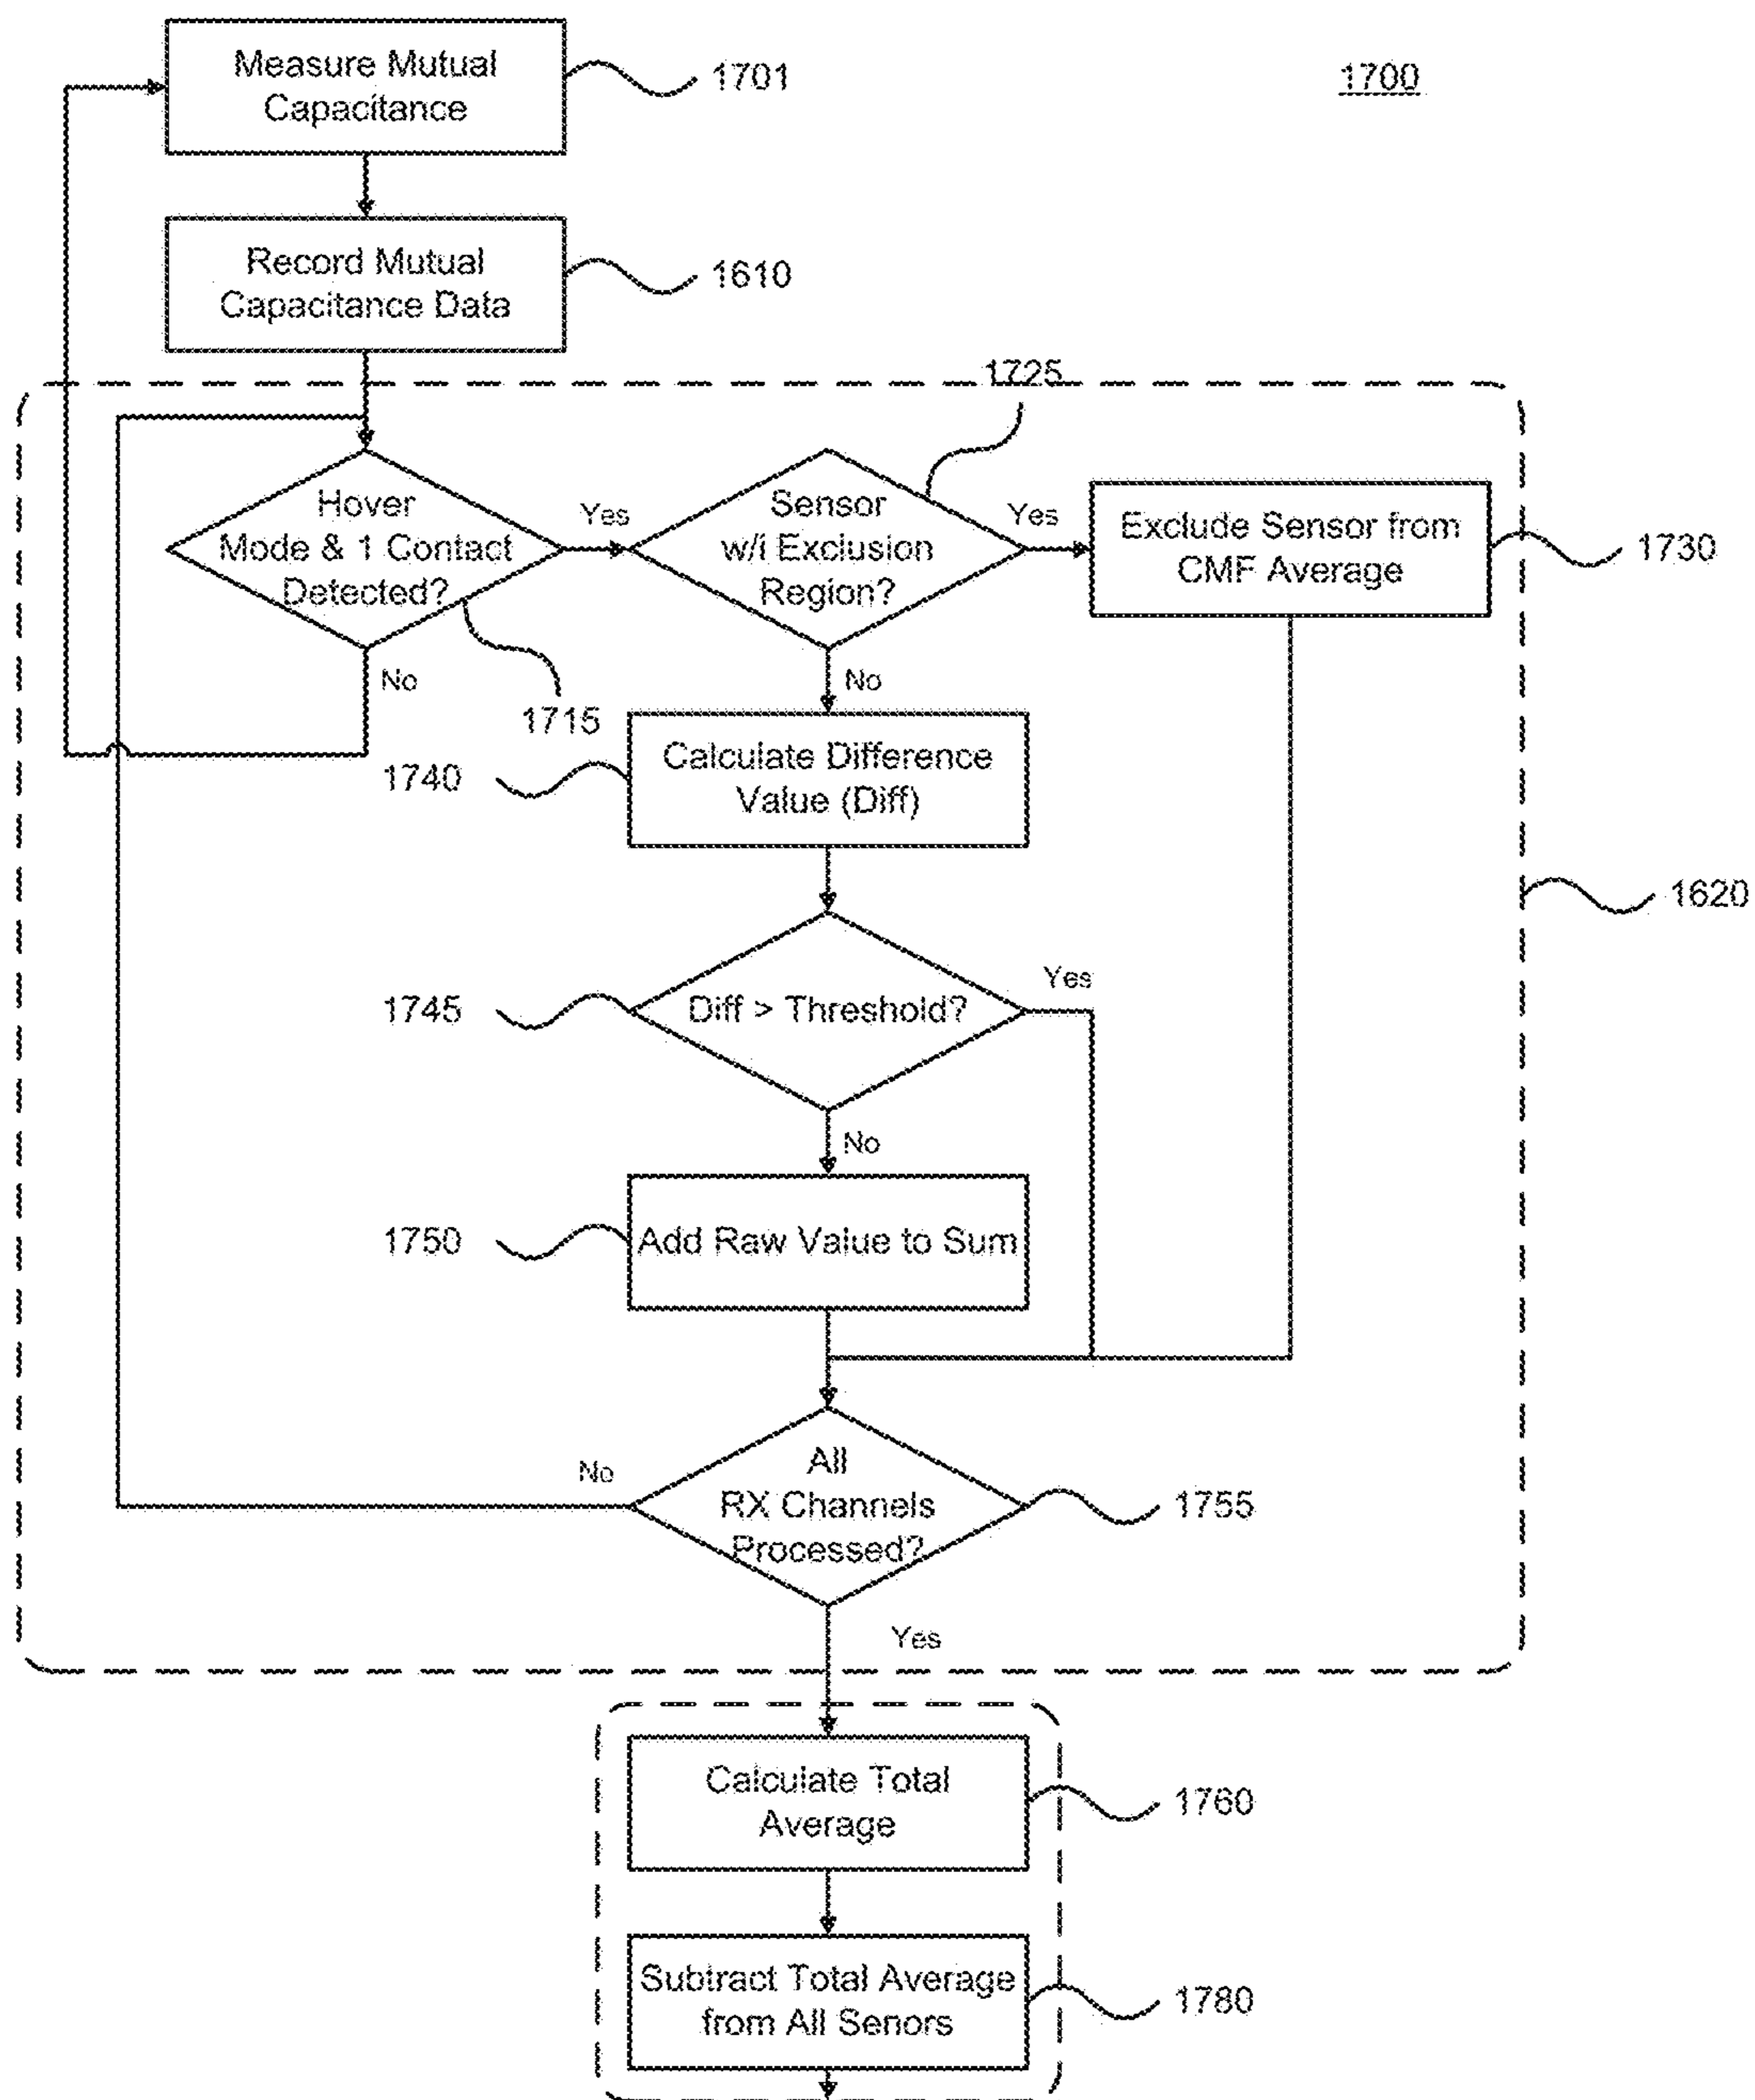 Measure Mutual
Capacitance
1701
1700
Record Mutual
Capacitance Data
1610
1725
Hover
Mode & 1 Contact
Detected?
Yes
Sensor
w/i Exclusion
Region?
Yes
Exclude Sensor from
CMF Average
1730
No
1715
No
1740
Calculate Difference
Value (Diff)
1620
1745
Diff > Threshold?
Yes
No
1750
Add Raw Value to Sum
No
All
RX Channels
Processed?
1755
Yes
Calculate Total
Average
1760
Subtract Total Average
from All Senors
1780